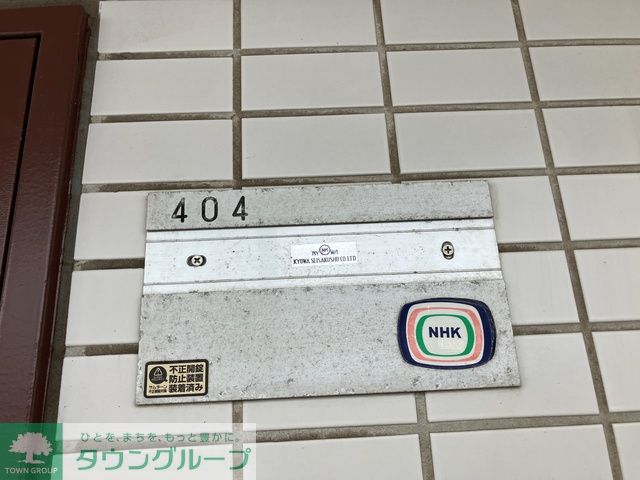 404
KYOWA SEISAKUSHO CO.LTD
NHK
不正開錠
防止装置
装着済み
ひとを、まちを、もっと豊かに。
タウングループ
TOWN GROUP